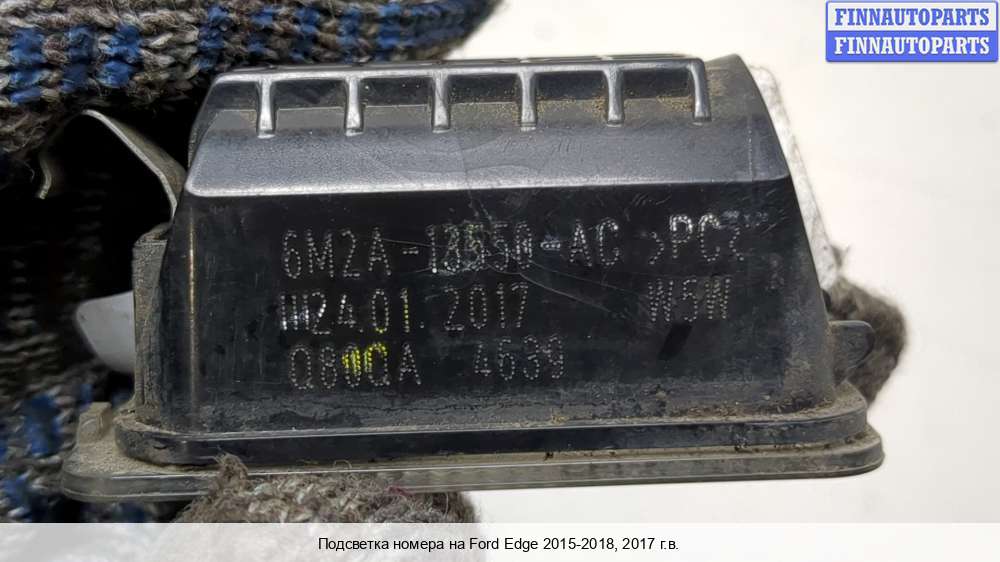 FINNAUTOPARTS
FINNAUTOPARTS
6M2A-13550-AC >PC<
24.01.2017 W5W
Q80QA 4639
Подсветка номера на Ford Edge 2015-2018, 2017 г.в.